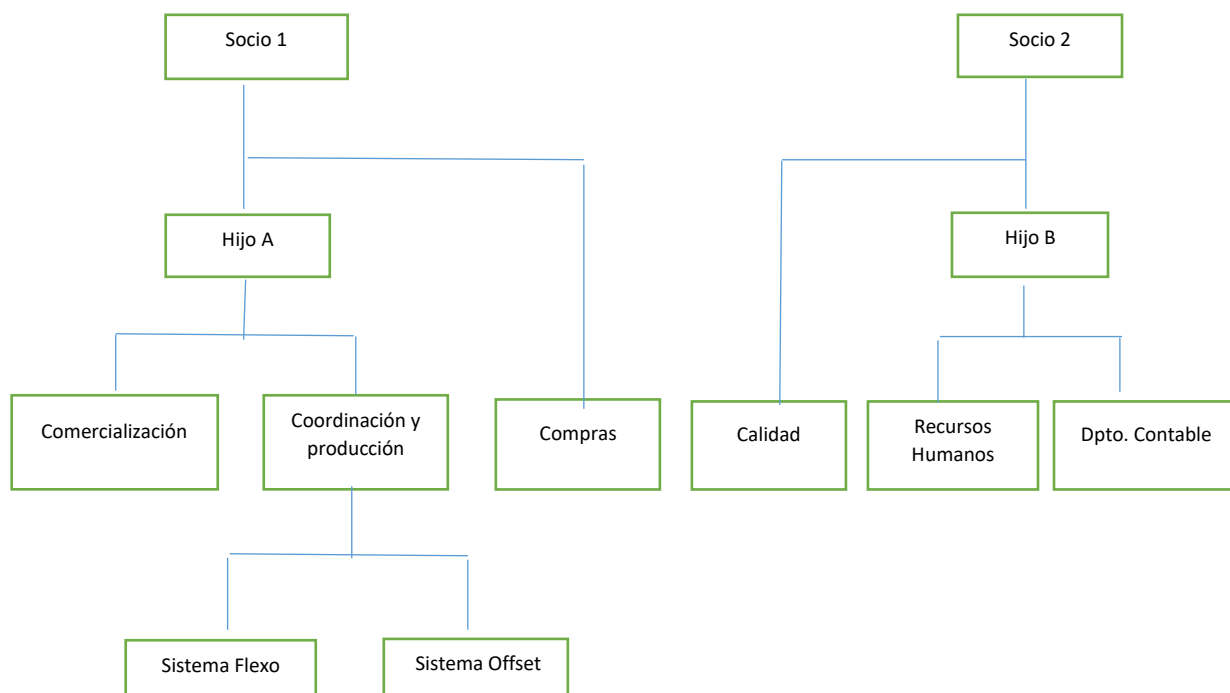 Socio 1
Socio 2
Hijo A
Hijo B
Comercialización
Coordinación y
producción
Compras
Calidad
Recursos
Humanos
Dpto. Contable
Sistema Flexo
Sistema Offset